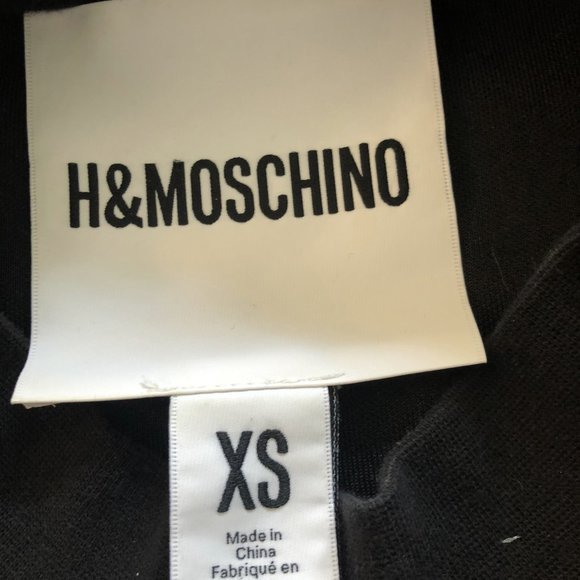 H&MOSCHINO
XS
Made in
China
Fabriqué en